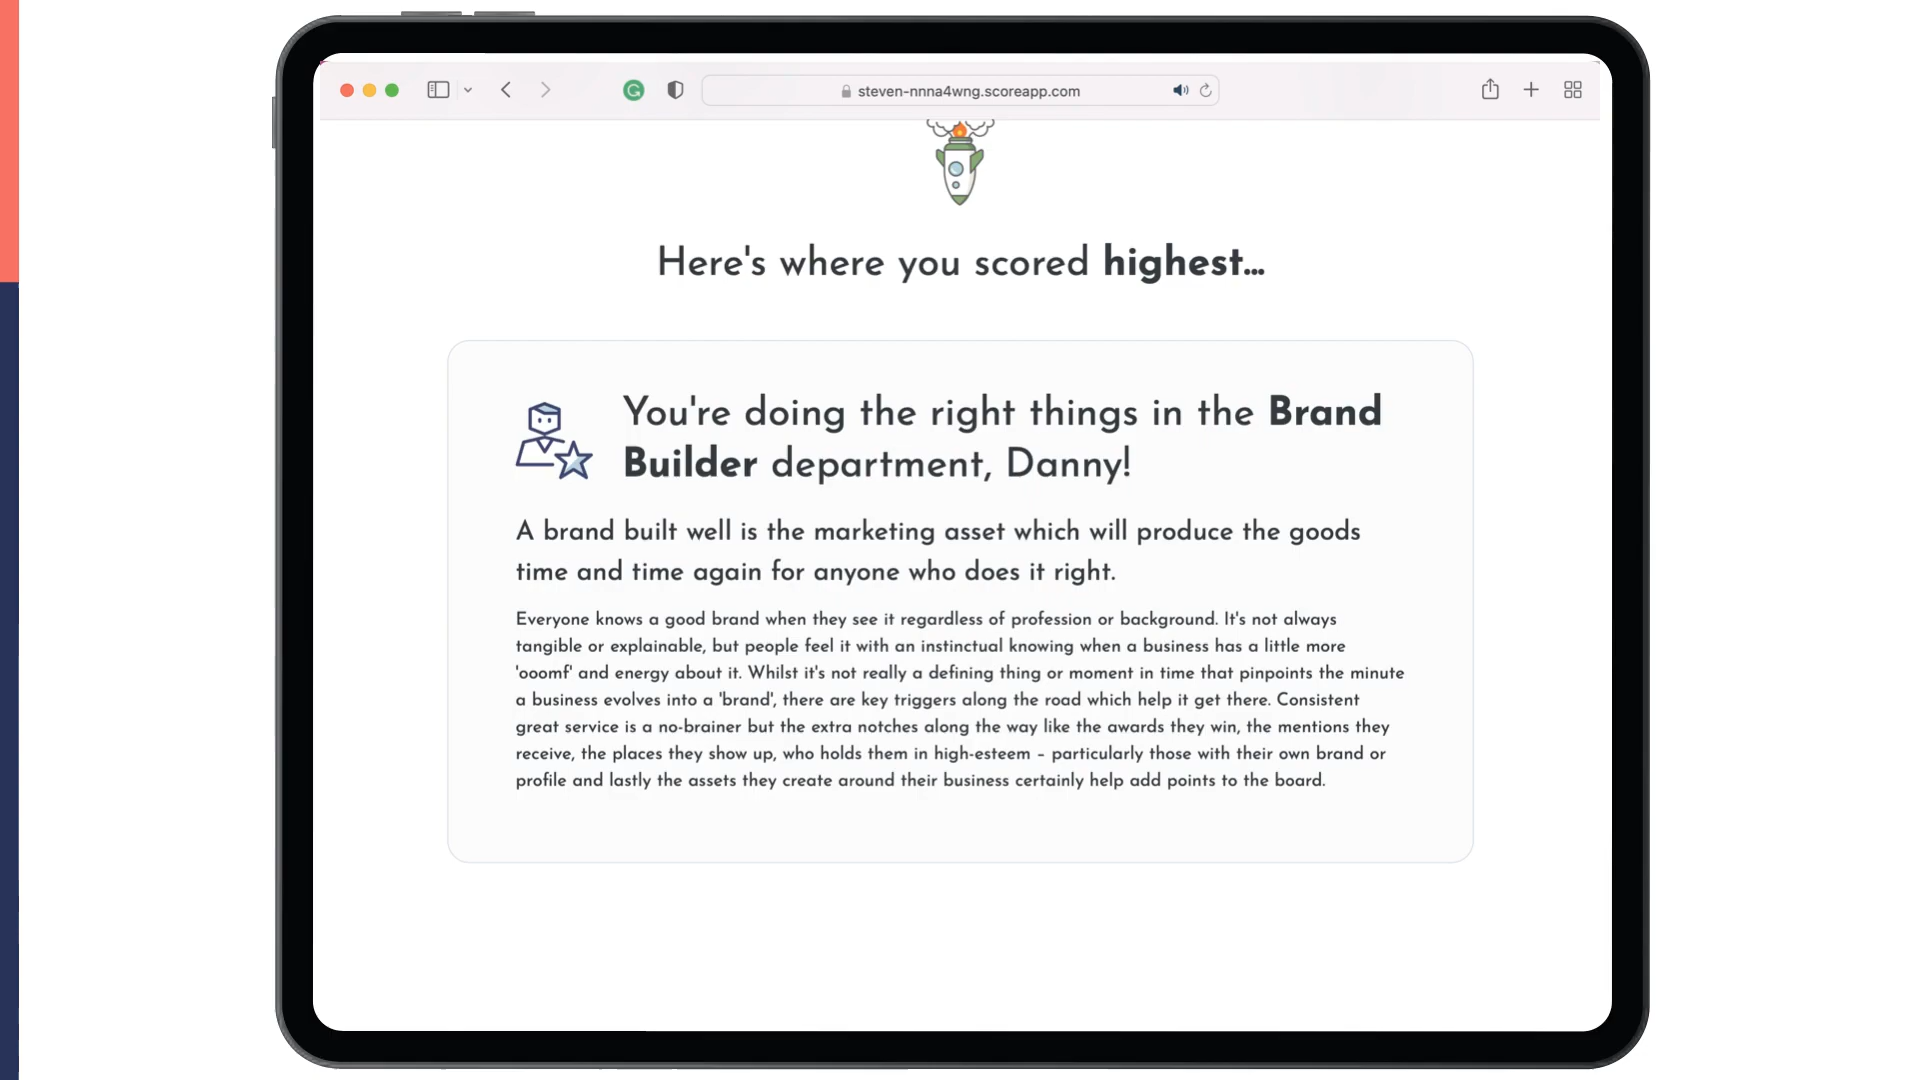 steven-nnna4wng.scoreapp.com
Here's where you scored highest...
You're doing the right things in the Brand
Builder department, Danny!
A brand built well is the marketing asset which will produce the goods
time and time again for anyone who does it right.
Everyone knows a good brand when they see it regardless of profession or background. It's not always
tangible or explainable, but people feel it with an instinctual knowing when a business has a little more
'ooomf' and energy about it. Whilst it's not really a defining thing or moment in time that pinpoints the minute
a business evolves into a 'brand', there are key triggers along the road which help it get there. Consistent
great service is a no-brainer but the extra notches along the way like the awards they win, the mentions they
receive, the places they show up, who holds them in high-esteem – particularly those with their own brand or
profile and lastly the assets they create around their business certainly help add points to the board.